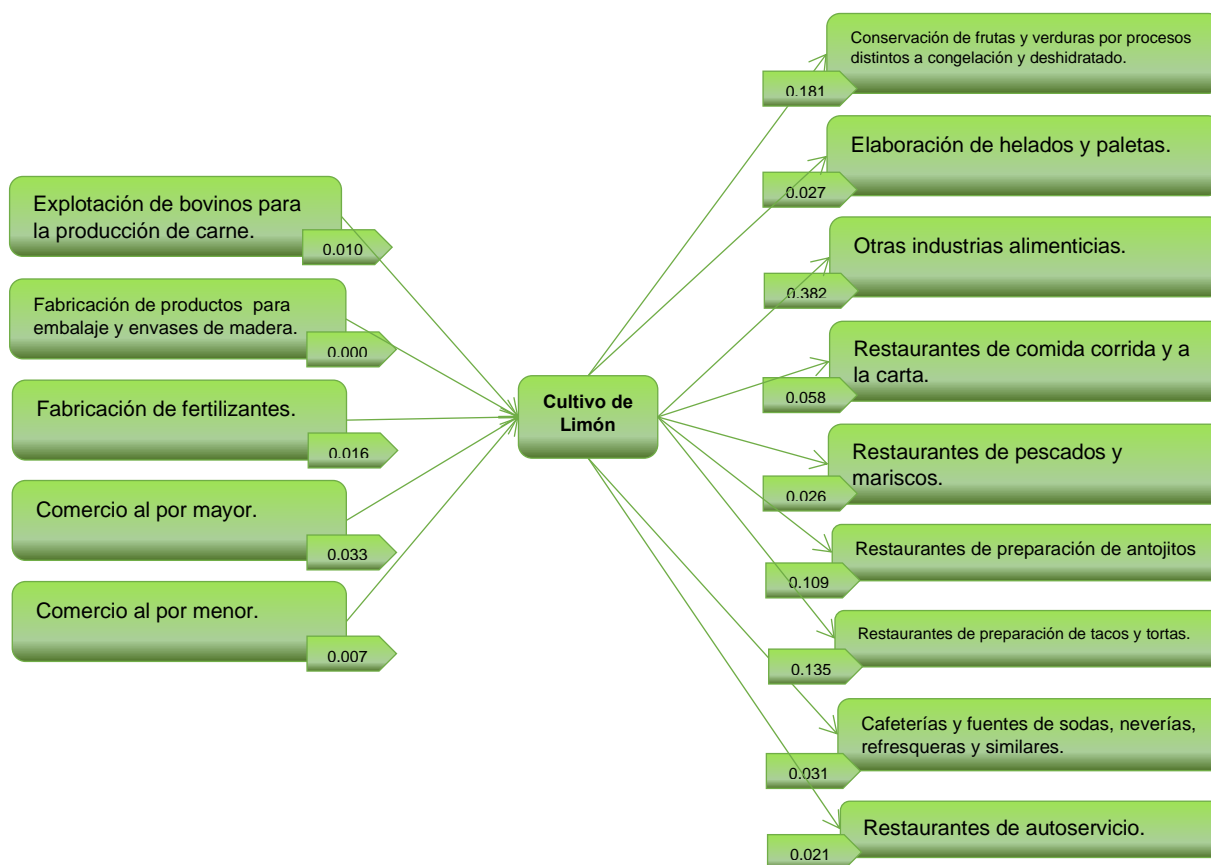 Explotación de bovinos para
la producción de carne.
0.010
Fabricación de productos para
embalaje y envases de madera.
0.000
Fabricación de fertilizantes.
0.016
Comercio al por mayor.
0.033
Comercio al por menor.
0.007
Cultivo de
Limón
Conservación de frutas y verduras por procesos
distintos a congelación y deshidratado.
0.181
Elaboración de helados y paletas.
0.027
Otras industrias alimenticias.
0.382
Restaurantes de comida corrida y a
la carta.
0.058
Restaurantes de pescados y
mariscos.
0.026
Restaurantes de preparación de antojitos
0.109
Restaurantes de preparación de tacos y tortas.
0.135
Cafeterías y fuentes de sodas, neverías,
refresqueras y similares.
0.031
Restaurantes de autoservicio.
0.021